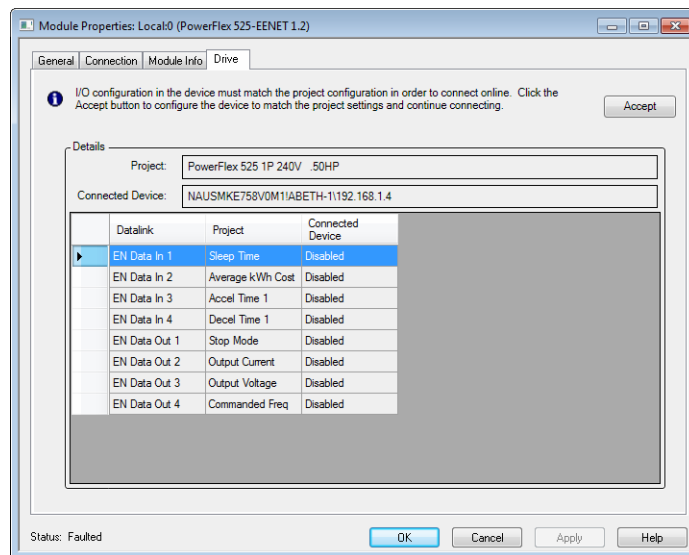 Module Properties: Local:0 (PowerFlex 525-EENET 1.2)
General Connection Module Info Drive
I/O configuration in the device must match the project configuration in order to connect online. Click the
Accept button to configure the device to match the project settings and continue connecting.
Accept
Details
Project: PowerFlex 525 1P 240V .50HP
Connected Device: NAUSMKE758V0M1!ABETH-1\192.168.1.4
Datalink Project Connected
Device
EN Data In 1 Sleep Time Disabled
EN Data In 2 Average kWh Cost Disabled
EN Data In 3 Accel Time 1 Disabled
EN Data In 4 Decel Time 1 Disabled
EN Data Out 1 Stop Mode Disabled
EN Data Out 2 Output Current Disabled
EN Data Out 3 Output Voltage Disabled
EN Data Out 4 Commanded Freq Disabled
Status: Faulted
OK Cancel Apply Help